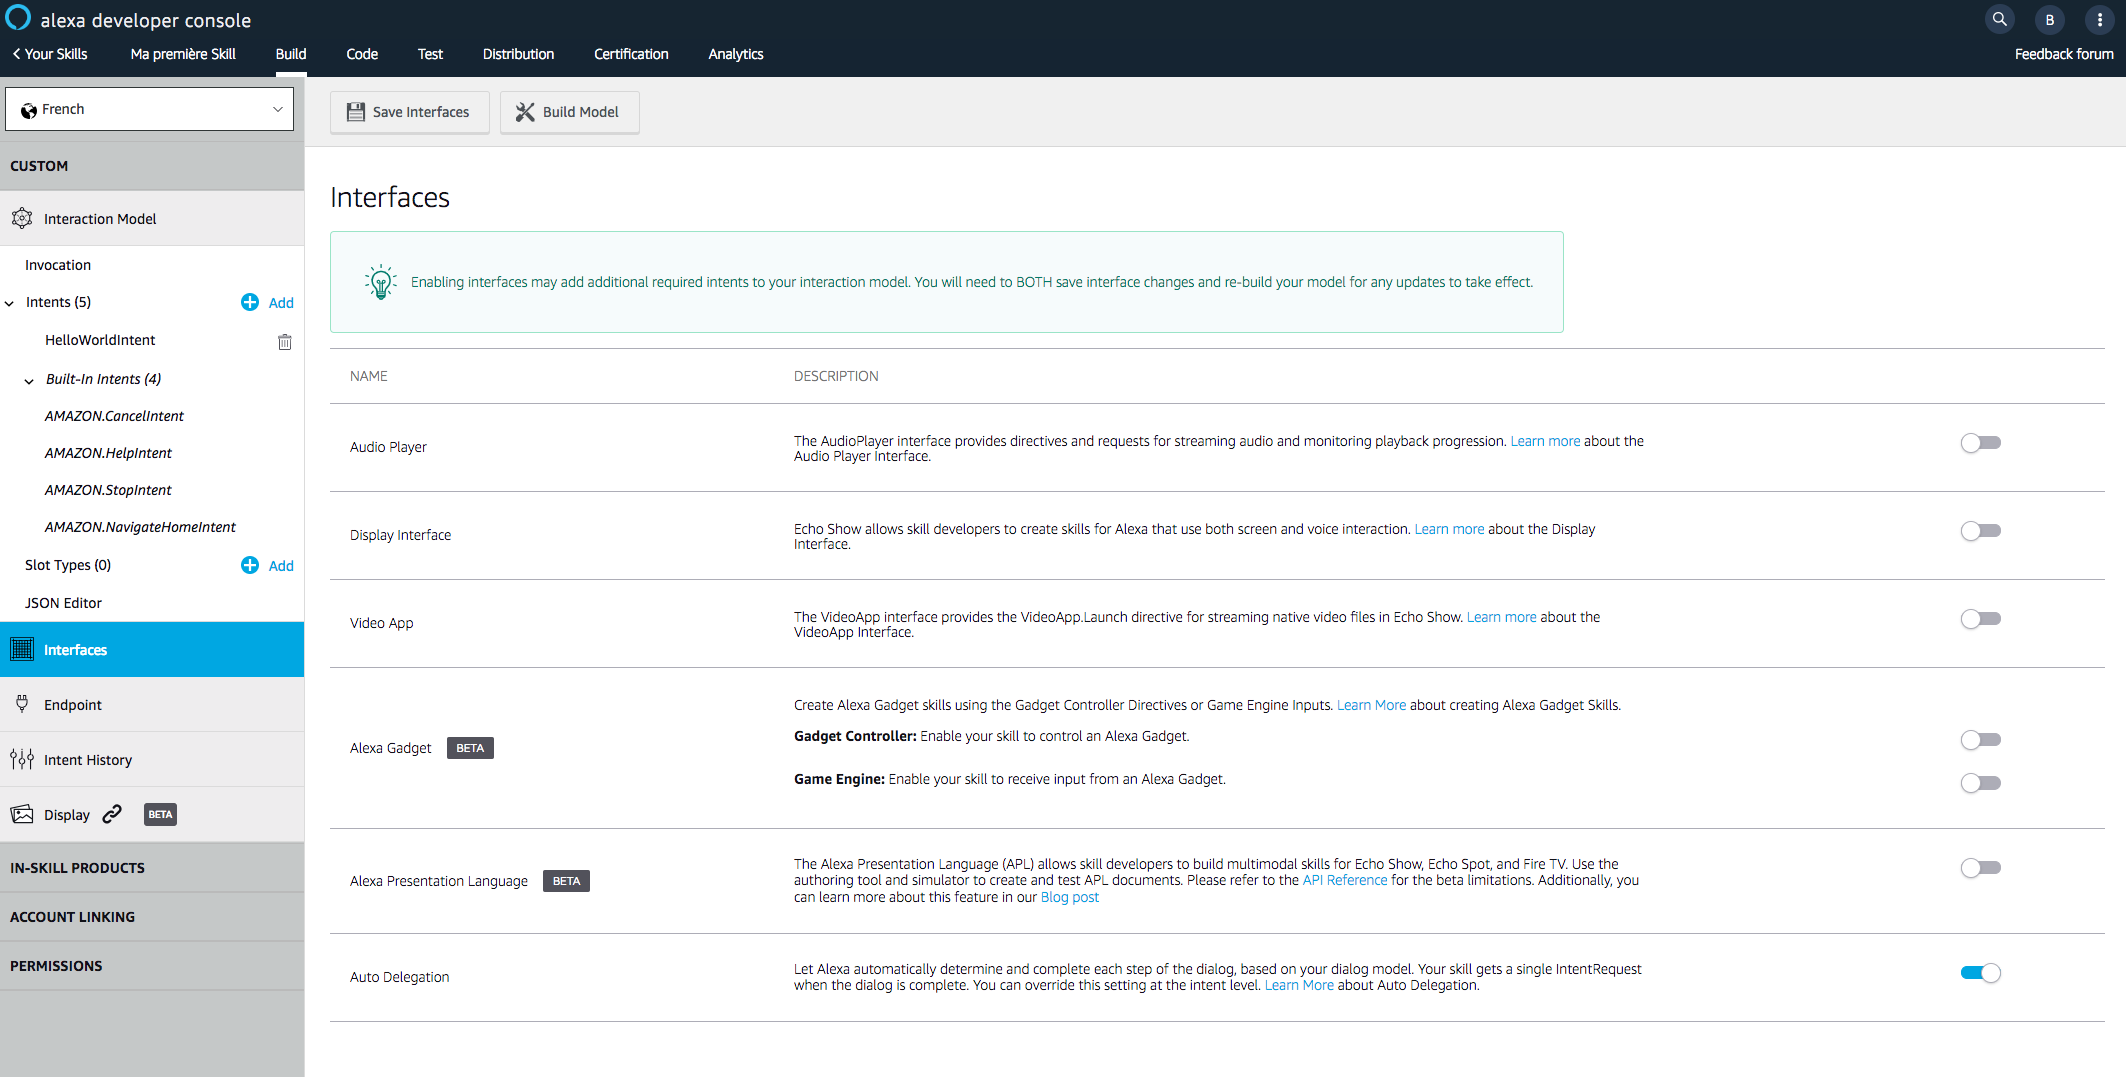 alexa developer console
B
Your Skills
Ma première Skill
Build
Code
Test
Distribution
Certification
Analytics
Feedback forum
French
Save Interfaces
Build Model
CUSTOM
Interaction Model
Invocation
Intents (5)
Add
HelloWorldIntent
Built-In Intents (4)
AMAZON.CancelIntent
AMAZON.HelpIntent
AMAZON.StopIntent
AMAZON.NavigateHomeIntent
Slot Types (0)
Add
JSON Editor
Interfaces
Endpoint
Intent History
Display
BETA
IN-SKILL PRODUCTS
ACCOUNT LINKING
PERMISSIONS
Interfaces
Enabling interfaces may add additional required intents to your interaction model. You will need to BOTH save interface changes and re-build your model for any updates to take effect.
NAME
DESCRIPTION
Audio Player
The AudioPlayer interface provides directives and requests for streaming audio and monitoring playback progression. Learn more about the
Audio Player Interface.
Display Interface
Echo Show allows skill developers to create skills for Alexa that use both screen and voice interaction. Learn more about the Display
Interface.
Video App
The VideoApp interface provides the VideoApp.Launch directive for streaming native video files in Echo Show. Learn more about the
VideoApp Interface.
Alexa Gadget
BETA
Create Alexa Gadget skills using the Gadget Controller Directives or Game Engine Inputs. Learn More about creating Alexa Gadget Skills.
Gadget Controller: Enable your skill to control an Alexa Gadget.
Game Engine: Enable your skill to receive input from an Alexa Gadget.
Alexa Presentation Language
BETA
The Alexa Presentation Language (APL) allows skill developers to build multimodal skills for Echo Show, Echo Spot, and Fire TV. Use the
authoring tool and simulator to create and test APL documents. Please refer to the API Reference for the beta limitations. Additionally, you
can learn more about this feature in our Blog post
Auto Delegation
Let Alexa automatically determine and complete each step of the dialog, based on your dialog model. Your skill gets a single IntentRequest
when the dialog is complete. You can override this setting at the intent level. Learn More about Auto Delegation.